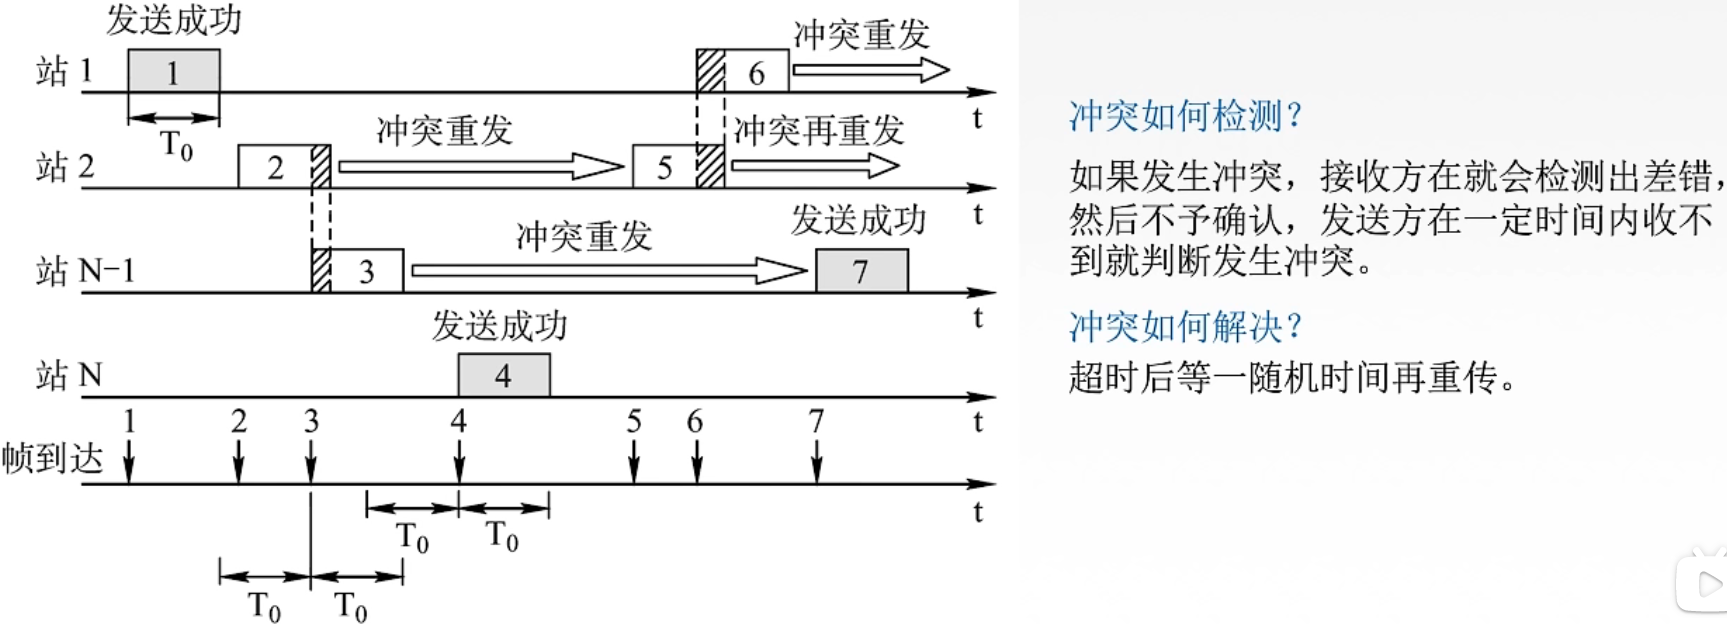 发送成功
冲突重发
站 1
1
6
t
T₀
冲突重发
冲突再重发
站 2
2
5
t
冲突重发
发送成功
站 N-1
3
7
t
发送成功
站 N
4
1 2 3 4 5 6 7 t
帧到达
t
T₀ T₀
T₀ T₀
冲突如何检测？
如果发生冲突，接收方在就会检测出差错，
然后不予确认，发送方在一定时间内收不
到就判断发生冲突。
冲突如何解决？
超时后等一随机时间再重传。